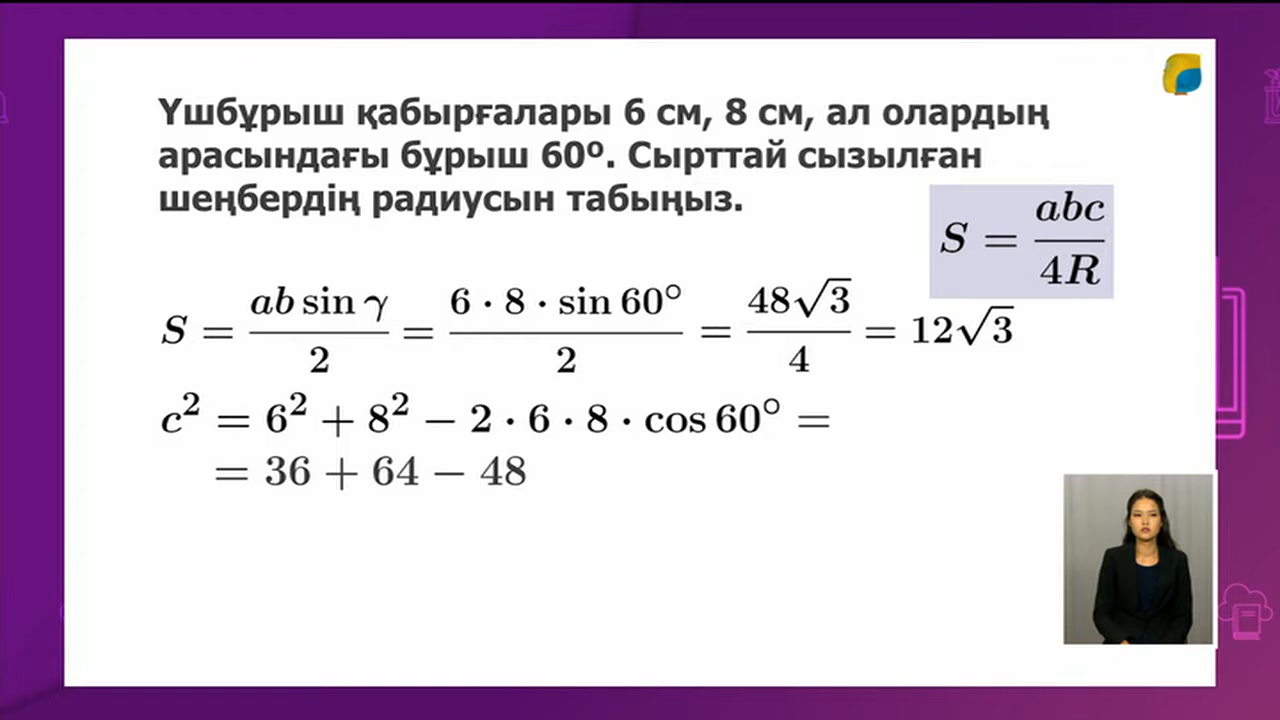 Үшбұрыш қабырғалары 6 см, 8 см, ал олардың
арасындағы бұрыш 60º. Сырттай сызылған
шеңбердің радиусын табыңыз.
S = abc / 4R
S = ab sin γ / 2 = 6 · 8 · sin 60° / 2 = 48√3 / 4 = 12√3
c² = 6² + 8² − 2 · 6 · 8 · cos 60° =
= 36 + 64 − 48